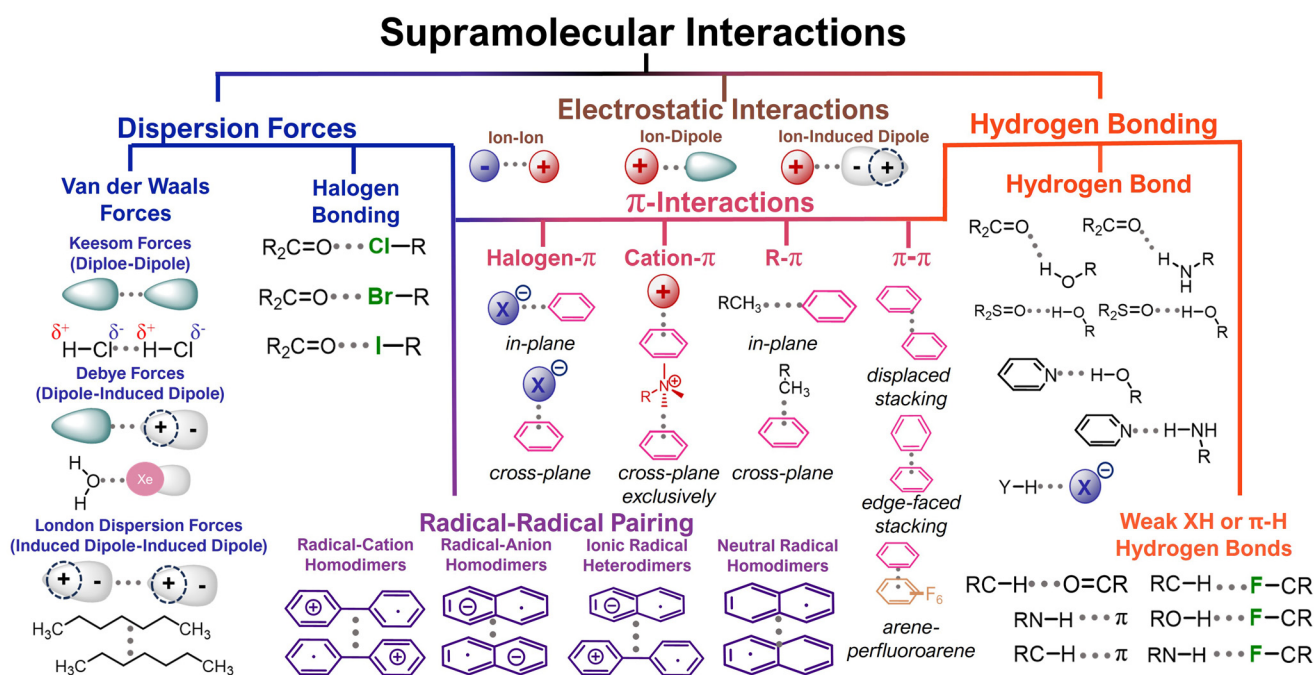 Supramolecular Interactions
Dispersion Forces
Van der Waals
Forces
Keesom Forces
(Diploe-Dipole)
δ+ δ- δ+ δ-
H–Cl H–Cl
Debye Forces
(Dipole-Induced Dipole)
+ -
H
O
H
Xe
London Dispersion Forces
(Induced Dipole-Induced Dipole)
+ - + -
H₃C CH₃
H₃C CH₃
Halogen
Bonding
R₂C=O Cl–R
R₂C=O Br–R
R₂C=O I–R
Electrostatic Interactions
Ion-Ion
- +
Ion-Dipole
+
Ion-Induced Dipole
+ - +
π-Interactions
Halogen-π
X⊖
in-plane
X⊖
cross-plane
Cation-π
+
R N⊕
cross-plane
exclusively
R-π
RCH₃
in-plane
R
CH₃
cross-plane
π-π
displaced
stacking
edge-faced
stacking
F₆
arene-
perfluoroarene
Radical-Radical Pairing
Radical-Cation
Homodimers
⊕ ·
· ⊕
Radical-Anion
Homodimers
⊖ ·
· ⊖
Ionic Radical
Heterodimers
⊖ ·
⊕ ·
Neutral Radical
Homodimers
·
·
Hydrogen Bonding
Hydrogen Bond
R₂C=O
H–O–R
R₂C=O
H–N–R
H
R₂S=O H–O
R
R₂S=O H–O
R
N H–O
R
N H–NH
R
Y–H X⊖
Weak XH or π-H
Hydrogen Bonds
RC–H O=CR RC–H F–CR
RN–H π RO–H F–CR
RC–H π RN–H F–CR